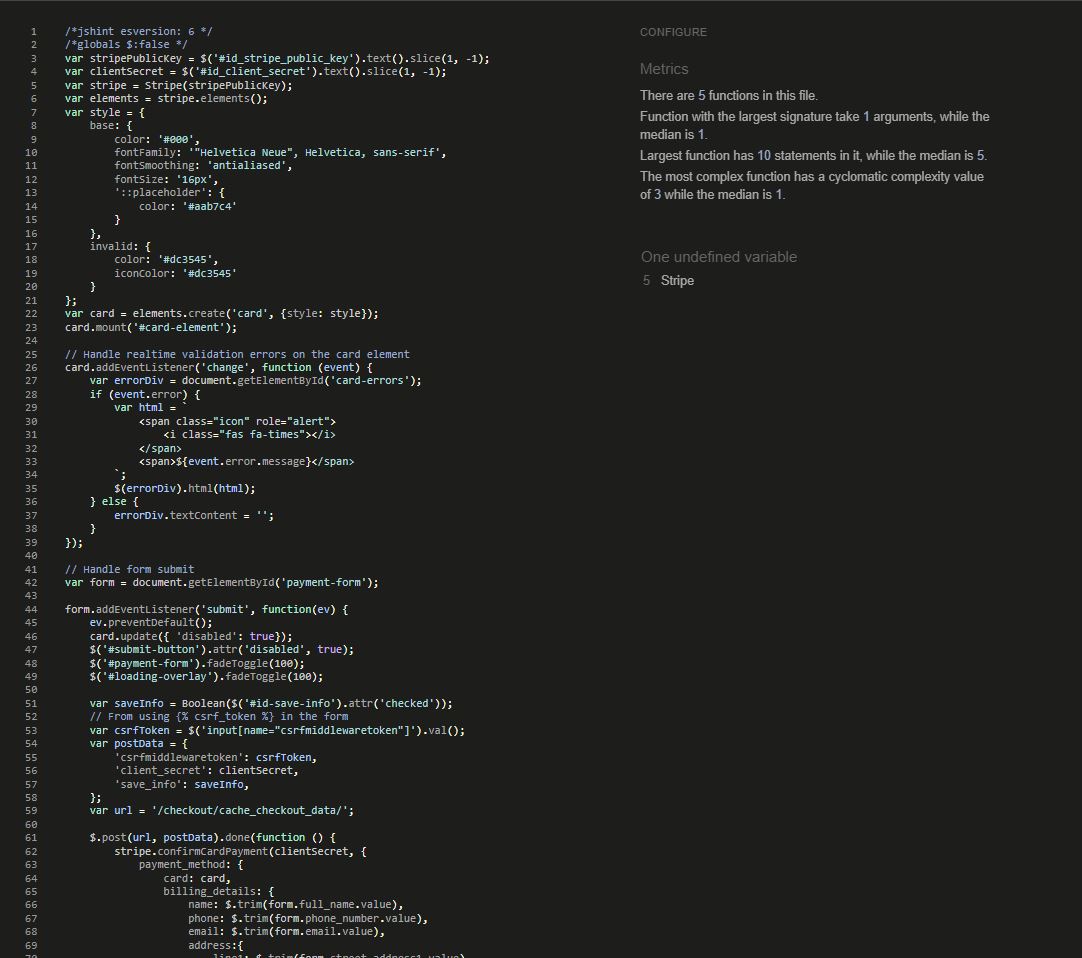 1 /*jshint esversion: 6 */
2 /*globals $:false */
3 var stripePublicKey = $('#id_stripe_public_key').text().slice(1, -1);
4 var clientSecret = $('#id_client_secret').text().slice(1, -1);
5 var stripe = Stripe(stripePublicKey);
6 var elements = stripe.elements();
7 var style = {
8     base: {
9         color: '#000',
10         fontFamily: '"Helvetica Neue", Helvetica, sans-serif',
11         fontSmoothing: 'antialiased',
12         fontSize: '16px',
13         '::placeholder': {
14             color: '#aab7c4'
15         }
16     },
17     invalid: {
18         color: '#dc3545',
19         iconColor: '#dc3545'
20     }
21 };
22 var card = elements.create('card', {style: style});
23 card.mount('#card-element');
24
25 // Handle realtime validation errors on the card element
26 card.addEventListener('change', function (event) {
27     var errorDiv = document.getElementById('card-errors');
28     if (event.error) {
29         var html = `
30             <span class="icon" role="alert">
31                 <i class="fas fa-times"></i>
32             </span>
33             <span>${event.error.message}</span>
34         `;
35         $(errorDiv).html(html);
36     } else {
37         errorDiv.textContent = '';
38     }
39 });
40
41 // Handle form submit
42 var form = document.getElementById('payment-form');
43
44 form.addEventListener('submit', function(ev) {
45     ev.preventDefault();
46     card.update({ 'disabled': true});
47     $('#submit-button').attr('disabled', true);
48     $('#payment-form').fadeToggle(100);
49     $('#loading-overlay').fadeToggle(100);
50
51     var saveInfo = Boolean($('#id-save-info').attr('checked'));
52     // From using {% csrf_token %} in the form
53     var csrfToken = $('input[name="csrfmiddlewaretoken"]').val();
54     var postData = {
55         'csrfmiddlewaretoken': csrfToken,
56         'client_secret': clientSecret,
57         'save_info': saveInfo,
58     };
59     var url = '/checkout/cache_checkout_data/';
60
61     $.post(url, postData).done(function () {
62         stripe.confirmCardPayment(clientSecret, {
63             payment_method: {
64                 card: card,
65                 billing_details: {
66                     name: $.trim(form.full_name.value),
67                     phone: $.trim(form.phone_number.value),
68                     email: $.trim(form.email.value),
69                     address:{
70                         line1: $.trim(form.street_address1.value),
CONFIGURE
Metrics
There are 5 functions in this file.
Function with the largest signature take 1 arguments, while the
median is 1.
Largest function has 10 statements in it, while the median is 5.
The most complex function has a cyclomatic complexity value
of 3 while the median is 1.
One undefined variable
5 Stripe